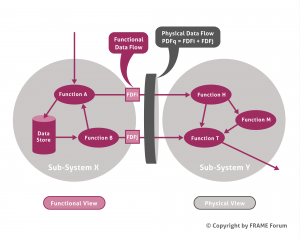 Functional
Data Flow
Physical Data Flow
PDFq = FDFi + FDFj
Function A
FDFi
Function H
Function M
Data
Store
Function B
FDFj
Function T
Sub-System X
Sub-System Y
Functional View
Physical View
© Copyright by FRAME Forum